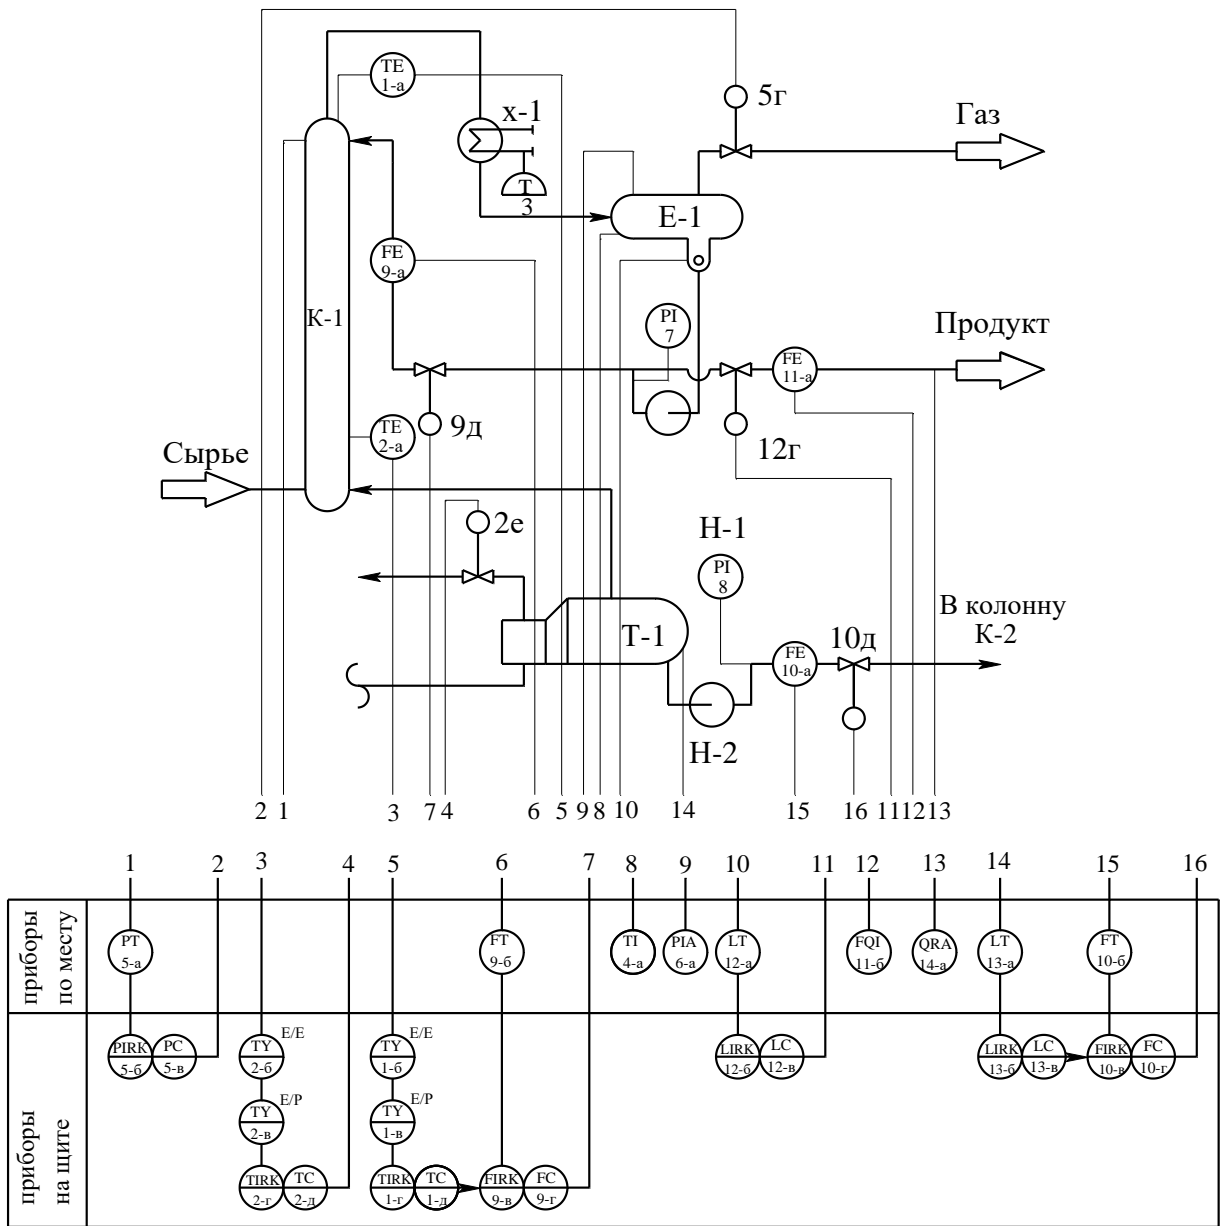 TE
1-а
х-1
5г
Газ
Т
3
Е-1
FE
9-а
К-1
PI
7
Продукт
FE
11-а
TE
2-а
9д
12г
Сырье
2е
Н-1
PI
8
В колонну
К-2
Т-1
10д
FE
10-а
Н-2
2 1 3 7 4 6 5 9 8 10 14 15 16 11 12 13
1 2 3 4 5 6 7 8 9 10 11 12 13 14 15 16
приборы
по месту
PT
5-а
FT
9-б
TI
4-а
PIA
6-а
LT
12-а
FQI
11-б
QRA
14-а
LT
13-а
FT
10-б
приборы
на щите
PIRK
5-б
PC
5-в
TY
2-б
E/E
TY
1-б
E/E
LIRK
12-б
LC
12-в
LIRK
13-б
LC
13-в
FIRK
10-в
FC
10-г
TY
2-в
E/P
TY
1-в
E/P
TIRK
2-г
TC
2-д
TIRK
1-г
TC
1-д
FIRK
9-в
FC
9-г